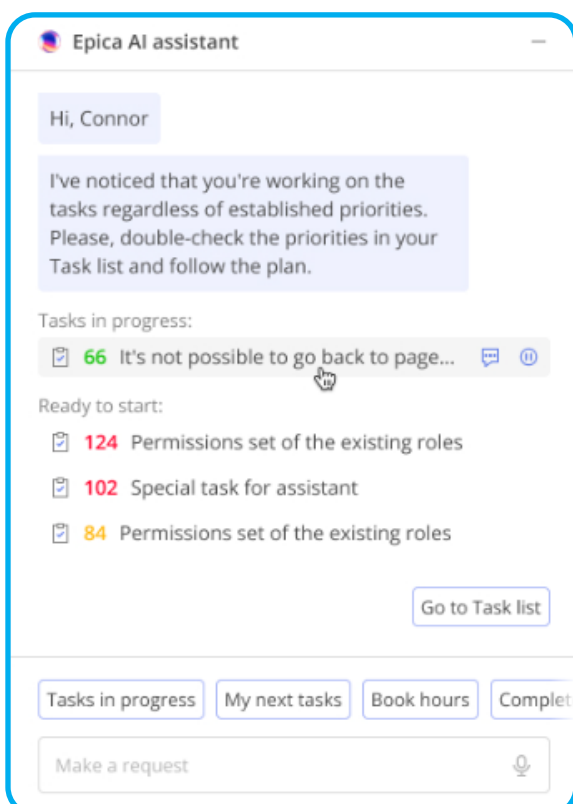 Epica AI assistant
Hi, Connor
I've noticed that you're working on the
tasks regardless of established priorities.
Please, double-check the priorities in your
Task list and follow the plan.
Tasks in progress:
66 It's not possible to go back to page...
Ready to start:
124 Permissions set of the existing roles
102 Special task for assistant
84 Permissions set of the existing roles
Go to Task list
Tasks in progress My next tasks Book hours Complet
Make a request